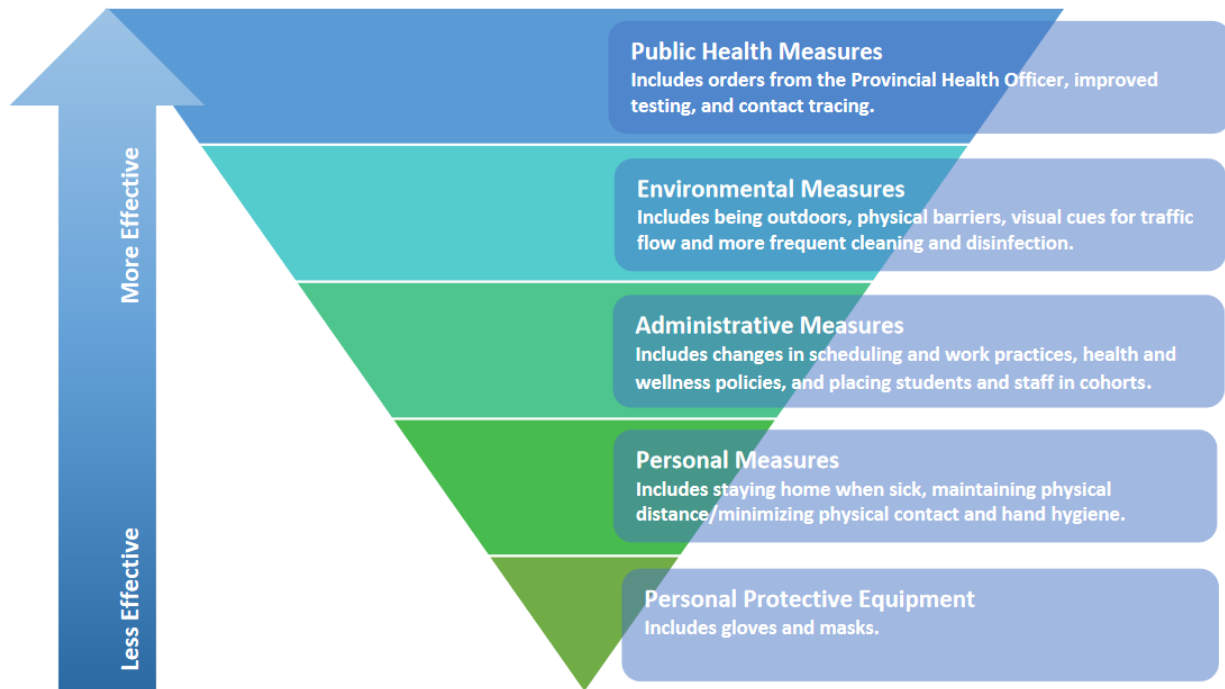 Public Health Measures
Includes orders from the Provincial Health Officer, improved
testing, and contact tracing.
Environmental Measures
Includes being outdoors, physical barriers, visual cues for traffic
flow and more frequent cleaning and disinfection.
Administrative Measures
Includes changes in scheduling and work practices, health and
wellness policies, and placing students and staff in cohorts.
Personal Measures
Includes staying home when sick, maintaining physical
distance/minimizing physical contact and hand hygiene.
Personal Protective Equipment
Includes gloves and masks.
More Effective
Less Effective